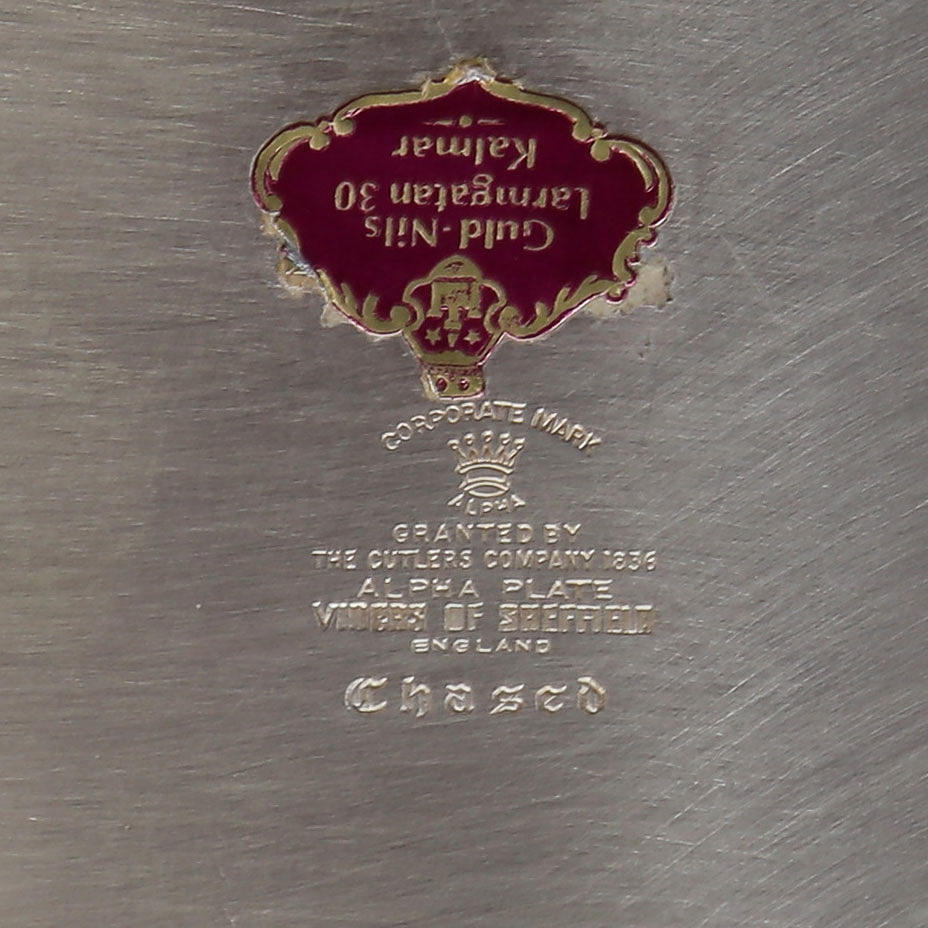 Guld-Nils
Larmgatan 30
Kalmar
CORPORATE MARK
ALPHA
GRANTED BY
THE CUTLERS COMPANY 1836
ALPHA PLATE
VINERS OF SHEFFIELD
ENGLAND
Chased